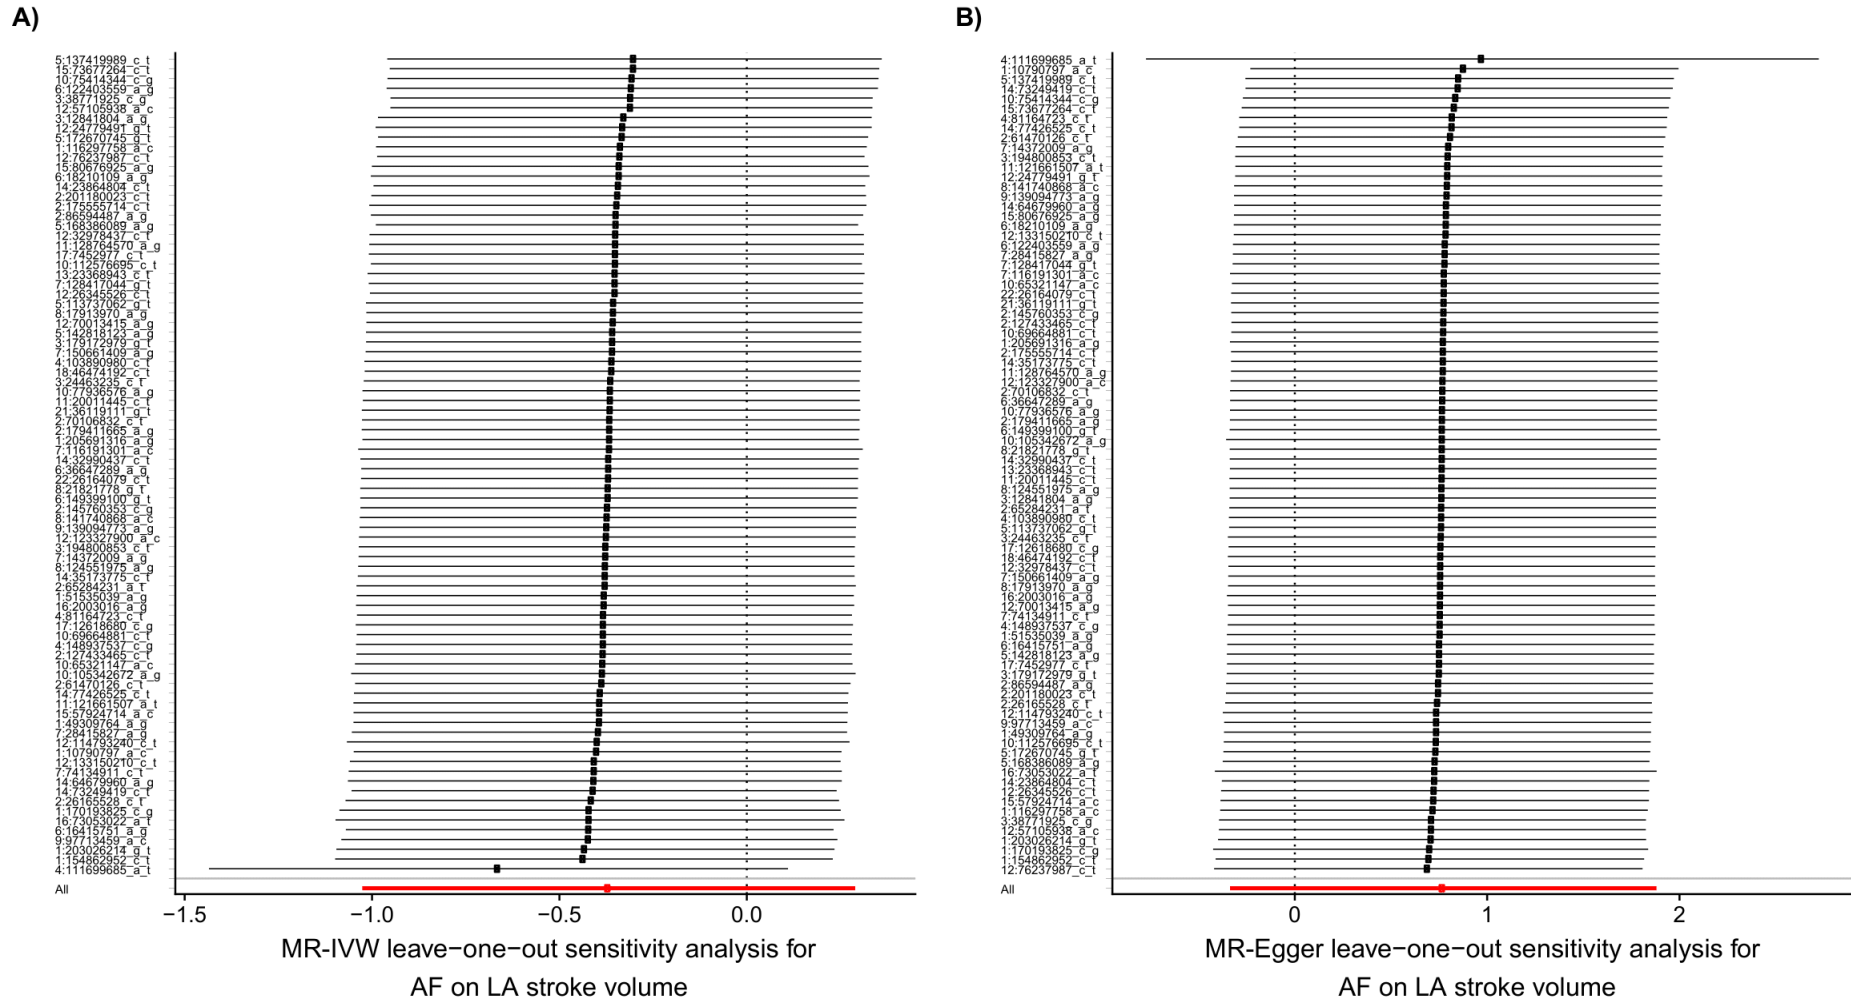 A)
5:137419989_c_t
15:73677264_c_t
10:75414344_c_g
6:122403559_a_g
3:38771925_c_g
12:57105938_a_c
3:12841804_a_g
12:24779491_g_t
5:172670745_g_t
1:116297758_a_c
12:76237987_c_t
15:80676925_a_g
6:18210109_a_g
14:23864804_c_t
2:201180023_c_t
2:175555714_c_t
2:86594487_a_g
5:168386089_a_g
12:32978437_c_t
11:128764570_a_g
17:7452977_c_t
10:112576695_c_t
13:23368943_c_t
7:128417044_g_t
12:26345526_c_t
5:113737062_g_t
8:17913970_a_g
12:70013415_a_g
5:142818123_a_g
3:179172979_g_t
7:150661409_a_g
4:103890980_c_t
18:46474192_c_t
3:24463235_c_t
10:77936576_a_g
11:20011445_c_t
21:36119111_g_t
2:70106832_c_t
2:179411665_a_g
1:205691316_a_g
7:116191301_a_c
14:32990437_c_t
6:36647289_a_g
22:26164079_c_t
8:21821778_g_t
6:149399100_g_t
2:145760353_c_g
8:141740868_a_c
9:139094773_a_g
12:123327900_a_c
3:194800853_c_t
7:14372009_a_g
8:124551975_a_g
14:35173775_c_t
2:65284231_a_t
1:51535039_a_g
16:2003016_a_g
4:81164723_c_t
17:12618680_c_g
10:69664881_c_t
4:148937537_c_g
2:127433465_c_t
10:65321147_a_c
10:105342672_a_g
2:61470126_c_t
14:77426525_c_t
11:121661507_a_t
15:57924714_a_c
1:49309764_a_g
7:28415827_a_g
12:114793240_c_t
1:10790797_a_c
12:133150210_c_t
7:74134911_c_t
14:64679960_a_g
14:73249419_c_t
2:26165528_c_t
1:170193825_c_g
16:73053022_a_t
6:16415751_a_g
9:97713459_a_c
1:203026214_g_t
1:154862952_c_t
4:111699685_a_t
All
−1.5
−1.0
−0.5
0.0
MR-IVW leave−one−out sensitivity analysis for
AF on LA stroke volume
B)
4:111699685_a_t
1:10790797_a_c
5:137419989_c_t
14:73249419_c_t
10:75414344_c_g
15:73677264_c_t
4:81164723_c_t
14:77426525_c_t
2:61470126_c_t
7:14372009_a_g
3:194800853_c_t
11:121661507_a_t
12:24779491_g_t
8:141740868_a_c
9:139094773_a_g
14:64679960_a_g
15:80676925_a_g
6:18210109_a_g
12:133150210_c_t
6:122403559_a_g
7:28415827_a_g
7:128417044_g_t
7:116191301_a_c
10:65321147_a_c
22:26164079_c_t
21:36119111_g_t
2:145760353_c_g
2:127433465_c_t
10:69664881_c_t
1:205691316_a_g
2:175555714_c_t
14:35173775_c_t
11:128764570_a_g
12:123327900_a_c
2:70106832_c_t
6:36647289_a_g
10:77936576_a_g
2:179411665_a_g
6:149399100_g_t
10:105342672_a_g
8:21821778_g_t
14:32990437_c_t
13:23368943_c_t
11:20011445_c_t
8:124551975_a_g
3:12841804_a_g
2:65284231_a_t
4:103890980_c_t
5:113737062_g_t
3:24463235_c_t
17:12618680_c_g
18:46474192_c_t
12:32978437_c_t
7:150661409_a_g
8:17913970_a_g
16:2003016_a_g
12:70013415_a_g
7:74134911_c_t
4:148937537_c_g
1:51535039_a_g
6:16415751_a_g
5:142818123_a_g
17:7452977_c_t
3:179172979_g_t
2:86594487_a_g
2:201180023_c_t
2:26165528_c_t
12:114793240_c_t
9:97713459_a_c
1:49309764_a_g
10:112576695_c_t
5:172670745_g_t
5:168386089_a_g
16:73053022_a_t
14:23864804_c_t
12:26345526_c_t
15:57924714_a_c
1:116297758_a_c
3:38771925_c_g
12:57105938_a_c
1:203026214_g_t
1:170193825_c_g
1:154862952_c_t
12:76237987_c_t
All
0
1
2
MR-Egger leave−one−out sensitivity analysis for
AF on LA stroke volume